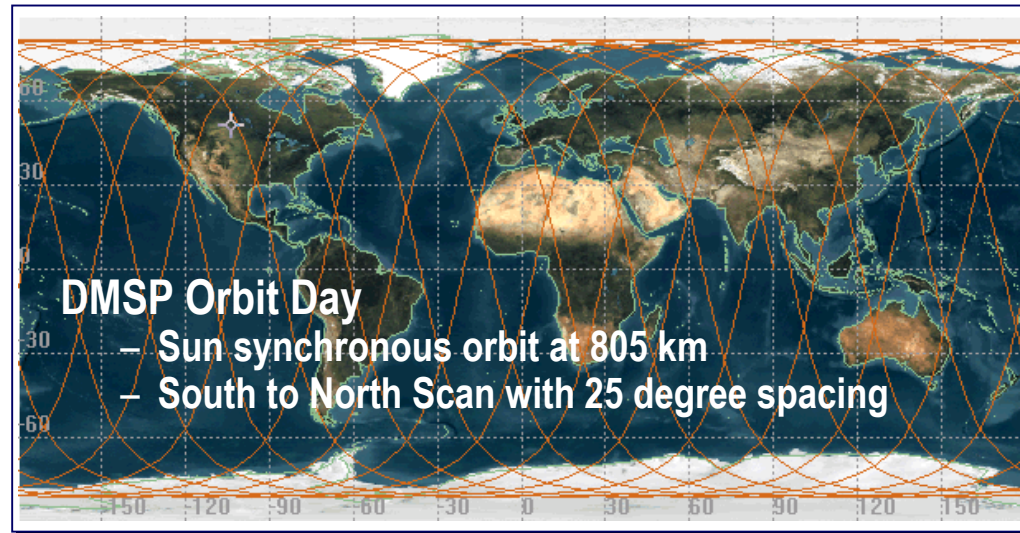 60
30
0
DMSP Orbit Day
– Sun synchronous orbit at 805 km
-30
– South to North Scan with 25 degree spacing
-60
-150 -120 -90 -60 -30 0 30 60 90 120 150